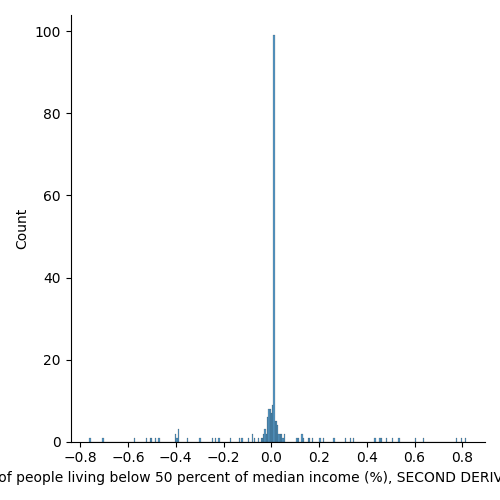 100
80
60
40
20
0
Count
−0.8 −0.6 −0.4 −0.2 0.0 0.2 0.4 0.6 0.8
of people living below 50 percent of median income (%), SECOND DERIV